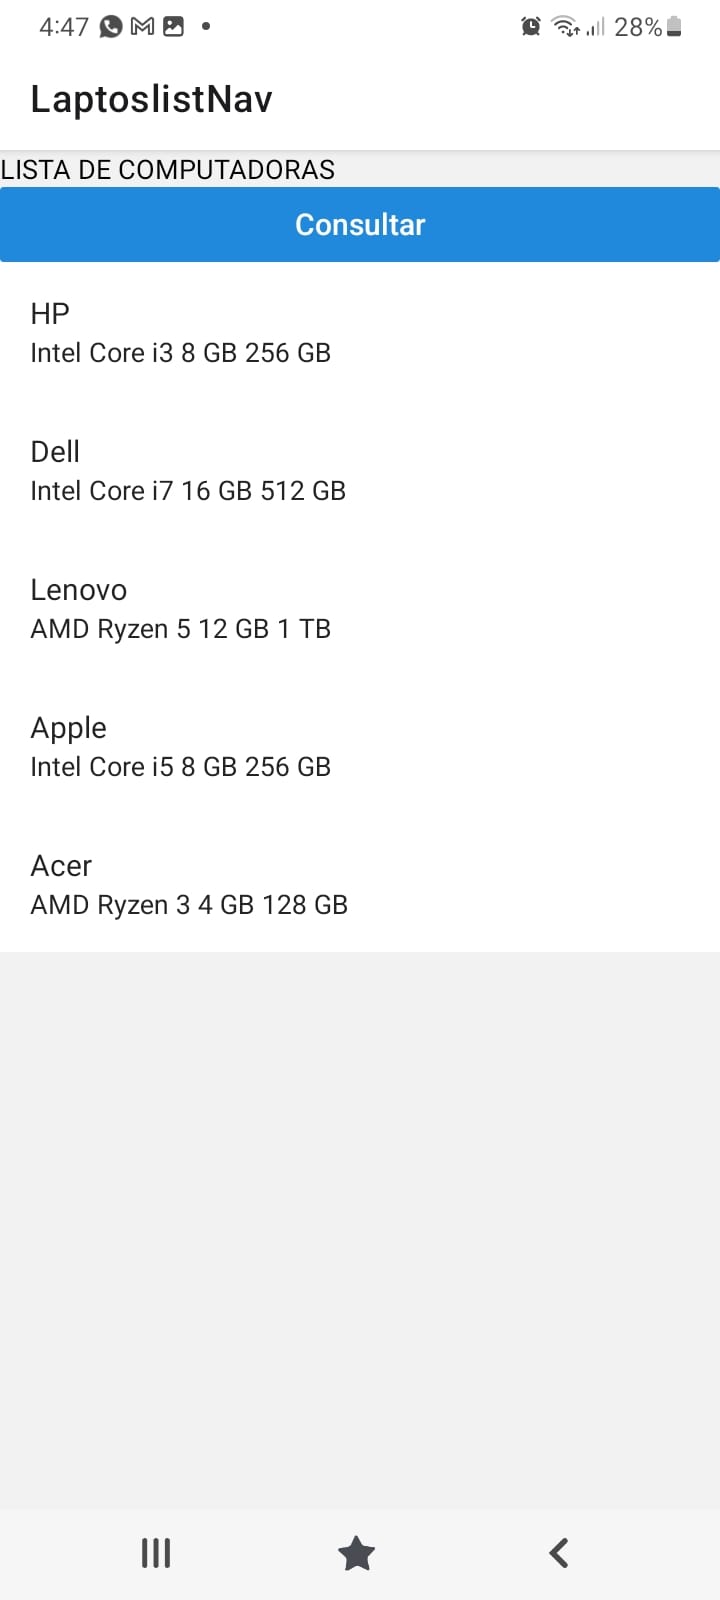 4:47 28%
LaptoslistNav
LISTA DE COMPUTADORAS
Consultar
HP
Intel Core i3 8 GB 256 GB
Dell
Intel Core i7 16 GB 512 GB
Lenovo
AMD Ryzen 5 12 GB 1 TB
Apple
Intel Core i5 8 GB 256 GB
Acer
AMD Ryzen 3 4 GB 128 GB